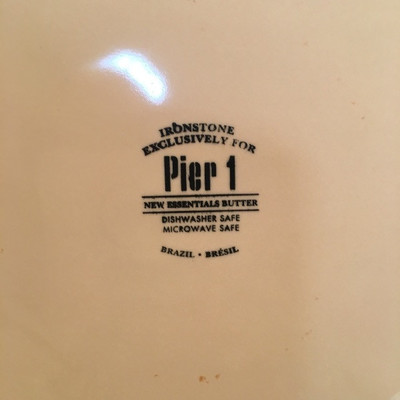 IRONSTONE
EXCLUSIVELY FOR
Pier 1
NEW ESSENTIALS BUTTER
DISHWASHER SAFE
MICROWAVE SAFE
BRAZIL • BRÉSIL